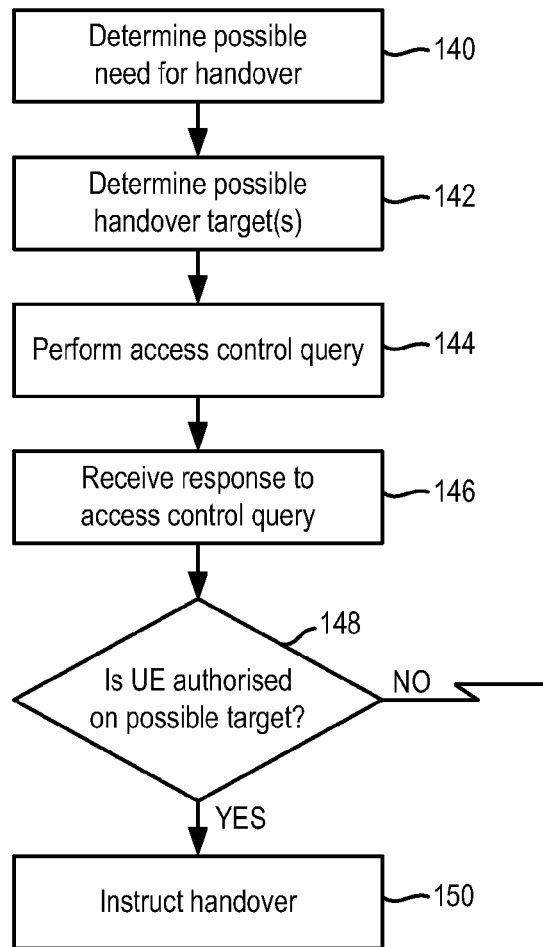 Determine possible
need for handover
140
Determine possible
handover target(s)
142
Perform access control query
144
Receive response to
access control query
146
148
Is UE authorised
on possible target?
NO
YES
Instruct handover
150